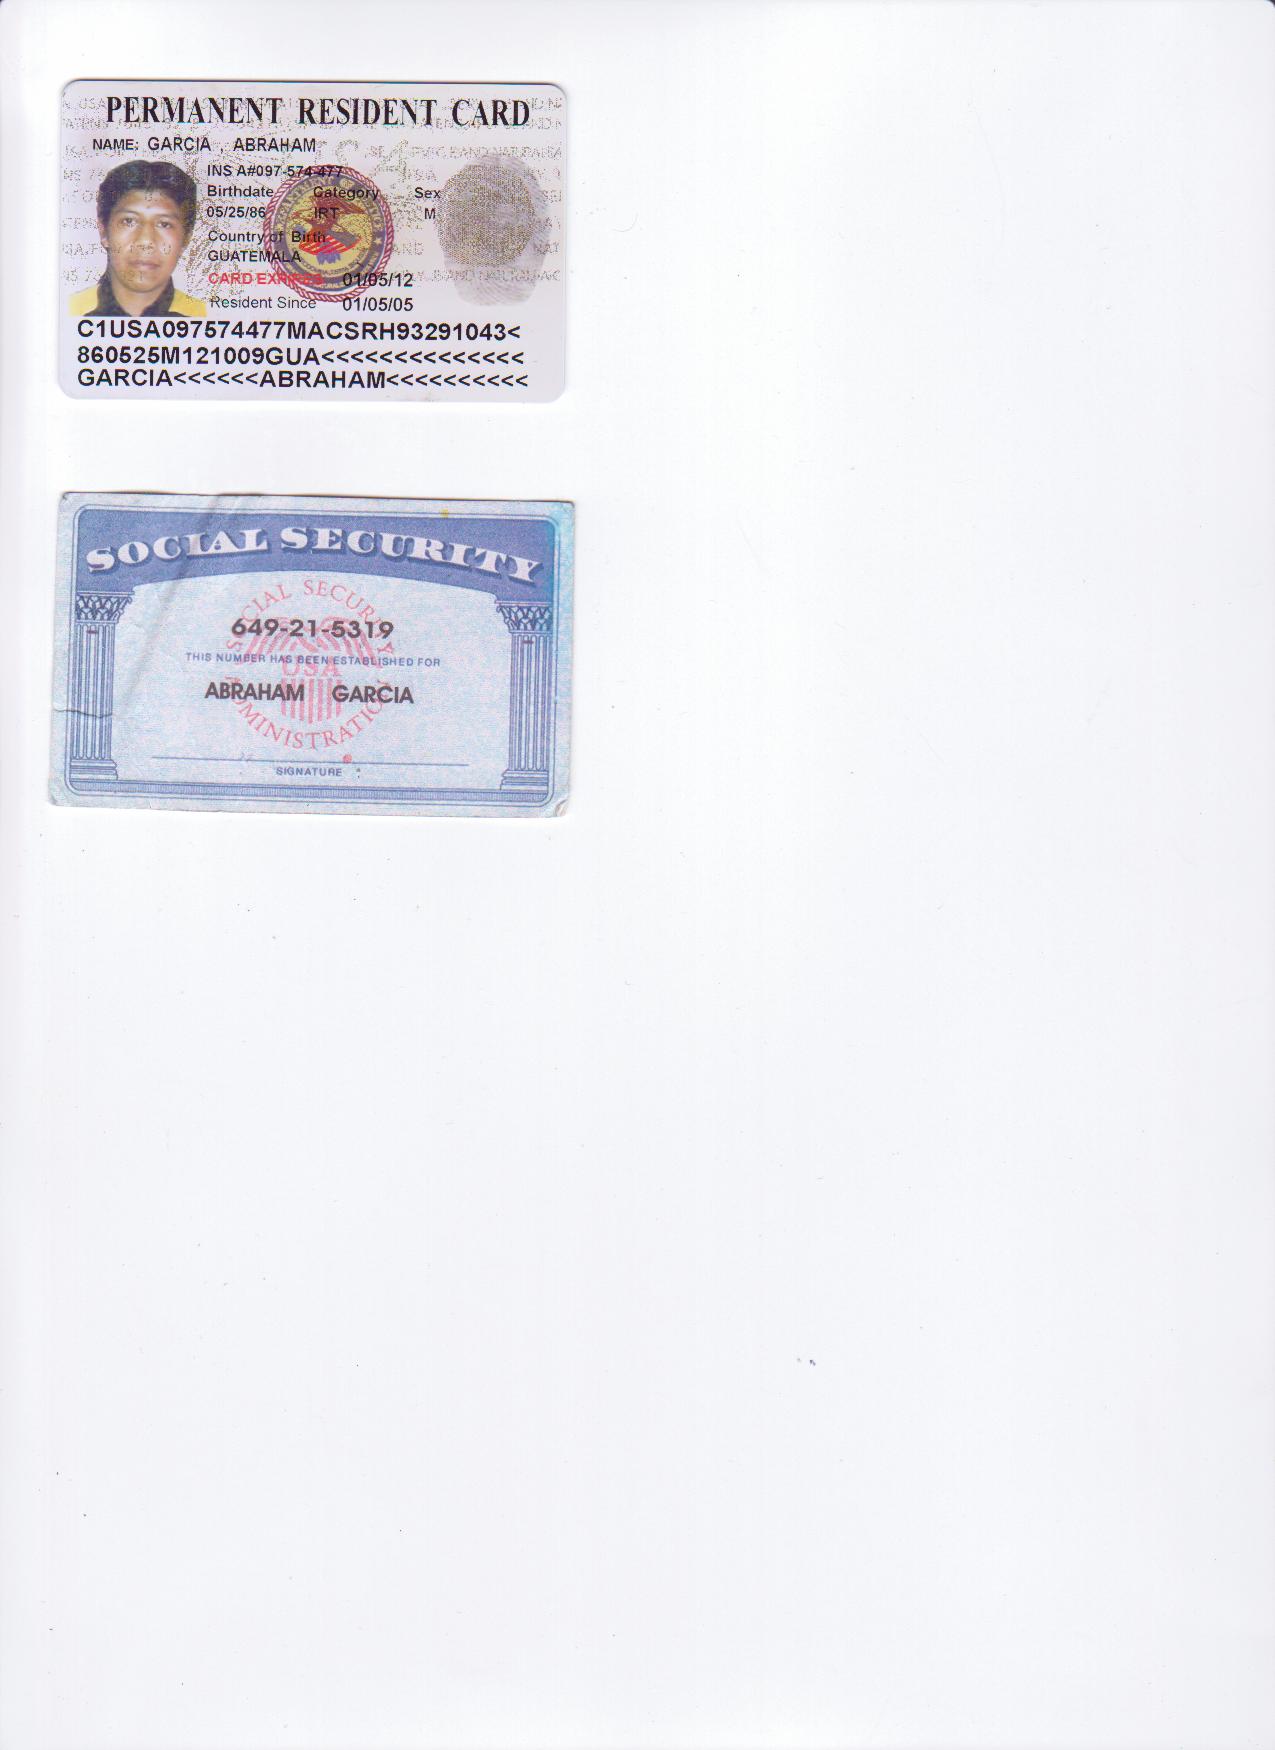 PERMANENT RESIDENT CARD
NAME: GARCIA , ABRAHAM
INS A#097-574-477
Birthdate Category Sex
05/25/86 IRT M
Country of Birth
GUATEMALA
CARD EXPIRES 01/05/12
Resident Since 01/05/05
C1USA097574477MACSRH93291043<
860525M121009GUA<<<<<<<<<<<<<<
GARCIA<<<<<<ABRAHAM<<<<<<<<<<
SOCIAL SECURITY
SOCIAL SECURITY ADMINISTRATION
USA
649-21-5319
THIS NUMBER HAS BEEN ESTABLISHED FOR
ABRAHAM GARCIA
SIGNATURE